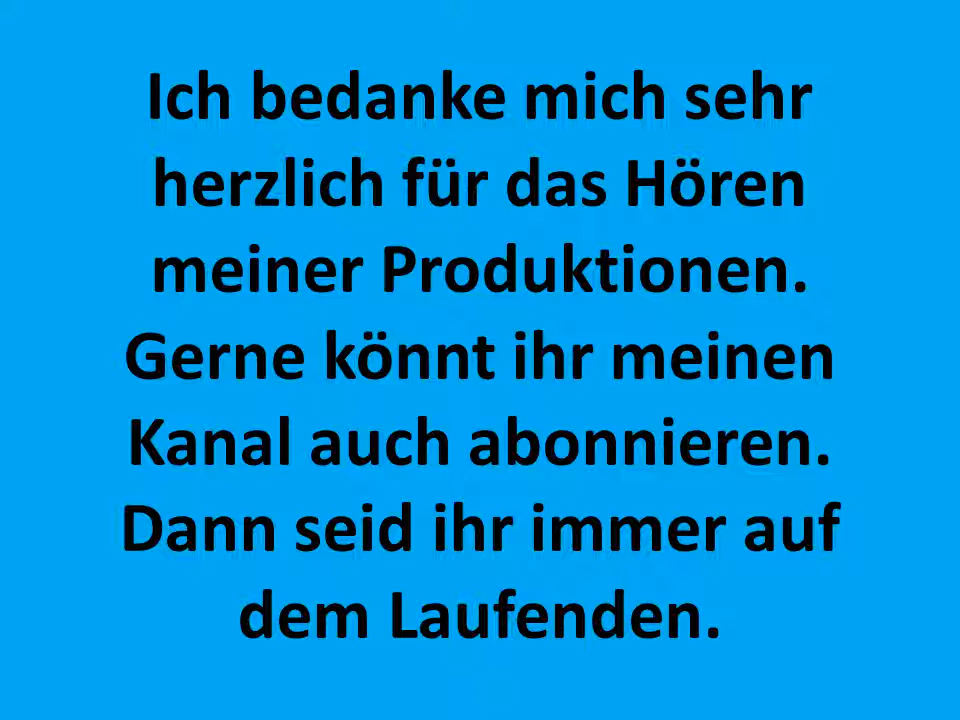 Ich bedanke mich sehr
herzlich für das Hören
meiner Produktionen.
Gerne könnt ihr meinen
Kanal auch abonnieren.
Dann seid ihr immer auf
dem Laufenden.